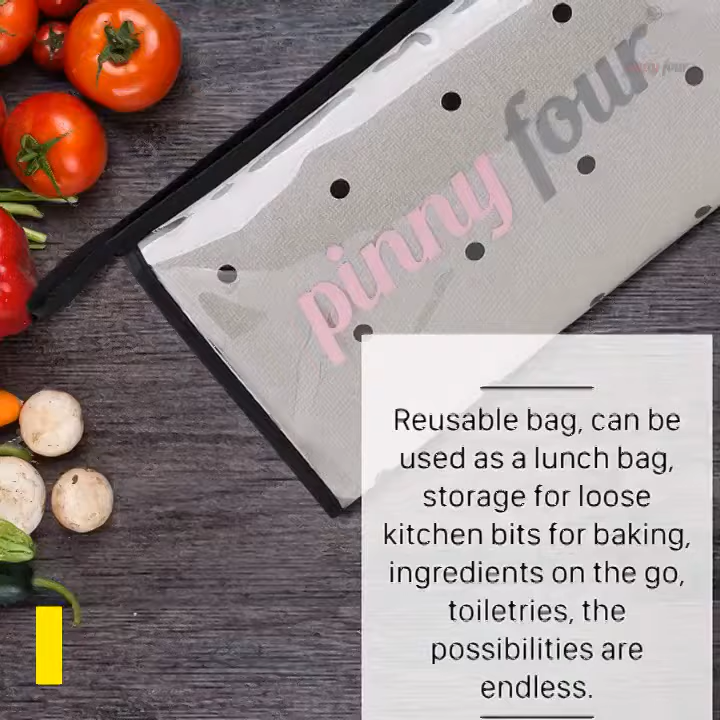 pinny four®
pinny four
Reusable bag, can be
used as a lunch bag,
storage for loose
kitchen bits for baking,
ingredients on the go,
toiletries, the
possibilities are
endless.